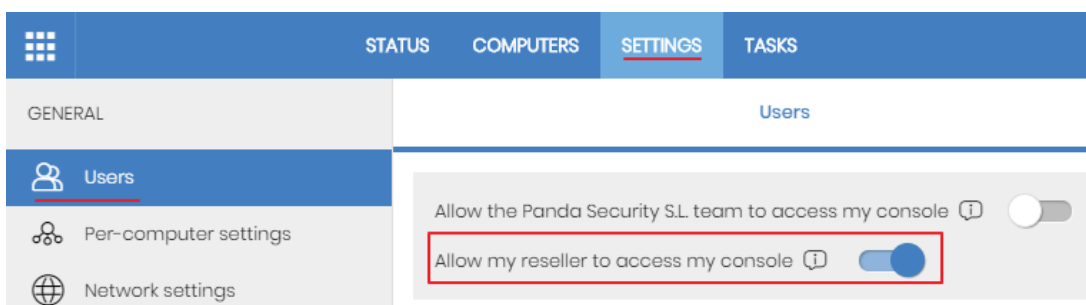 STATUS COMPUTERS SETTINGS TASKS
GENERAL
Users
Users
Per-computer settings
Network settings
Allow the Panda Security S.L. team to access my console
Allow my reseller to access my console